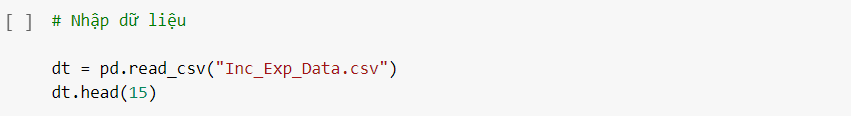 [ ] # Nhập dữ liệu
dt = pd.read_csv("Inc_Exp_Data.csv")
dt.head(15)